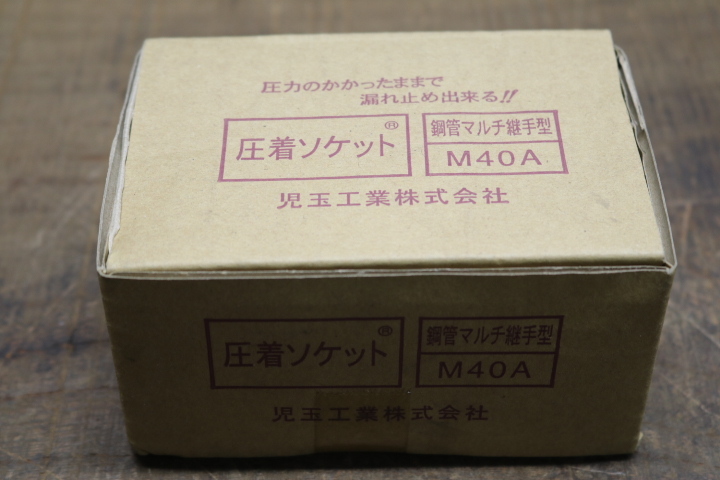 圧力のかかったままで
漏れ止め出来る!!
圧着ソケット®
鋼管マルチ継手型
M40A
児玉工業株式会社
圧着ソケット®
鋼管マルチ継手型
M40A
児玉工業株式会社